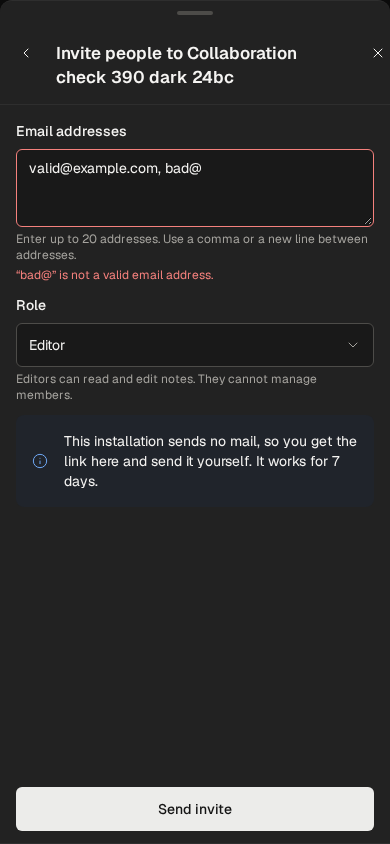 Invite people to Collaboration
check 390 dark 24bc
Email addresses
valid@example.com, bad@
Enter up to 20 addresses. Use a comma or a new line between
addresses.
“bad@” is not a valid email address.
Role
Editor
Editors can read and edit notes. They cannot manage
members.
This installation sends no mail, so you get the
link here and send it yourself. It works for 7
days.
Send invite